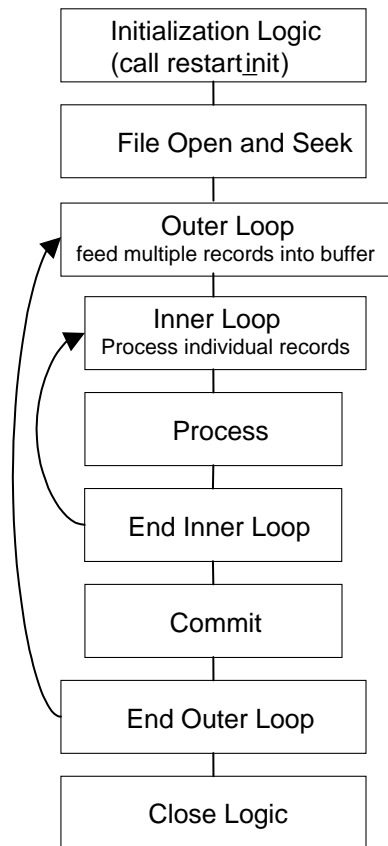 Initialization Logic
(call restart_init)
File Open and Seek
Outer Loop
feed multiple records into buffer
Inner Loop
Process individual records
Process
End Inner Loop
Commit
End Outer Loop
Close Logic